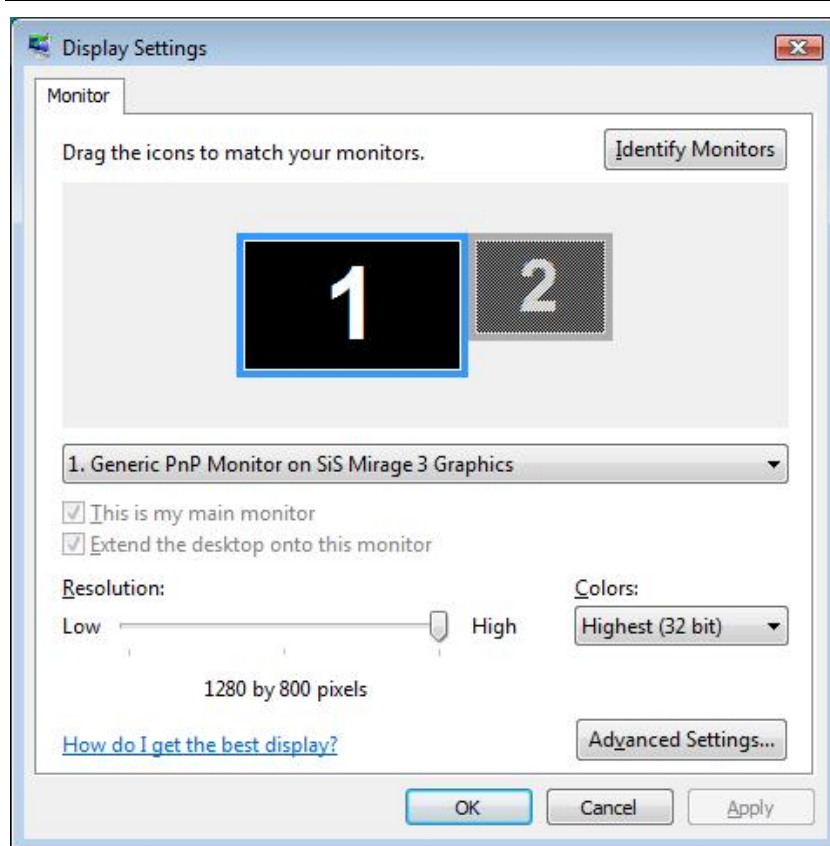 Display Settings
Monitor
Drag the icons to match your monitors.
Identify Monitors
1
2
1. Generic PnP Monitor on SiS Mirage 3 Graphics
This is my main monitor
Extend the desktop onto this monitor
Resolution:
Colors:
Low
High
Highest (32 bit)
1280 by 800 pixels
How do I get the best display?
Advanced Settings...
OK
Cancel
Apply